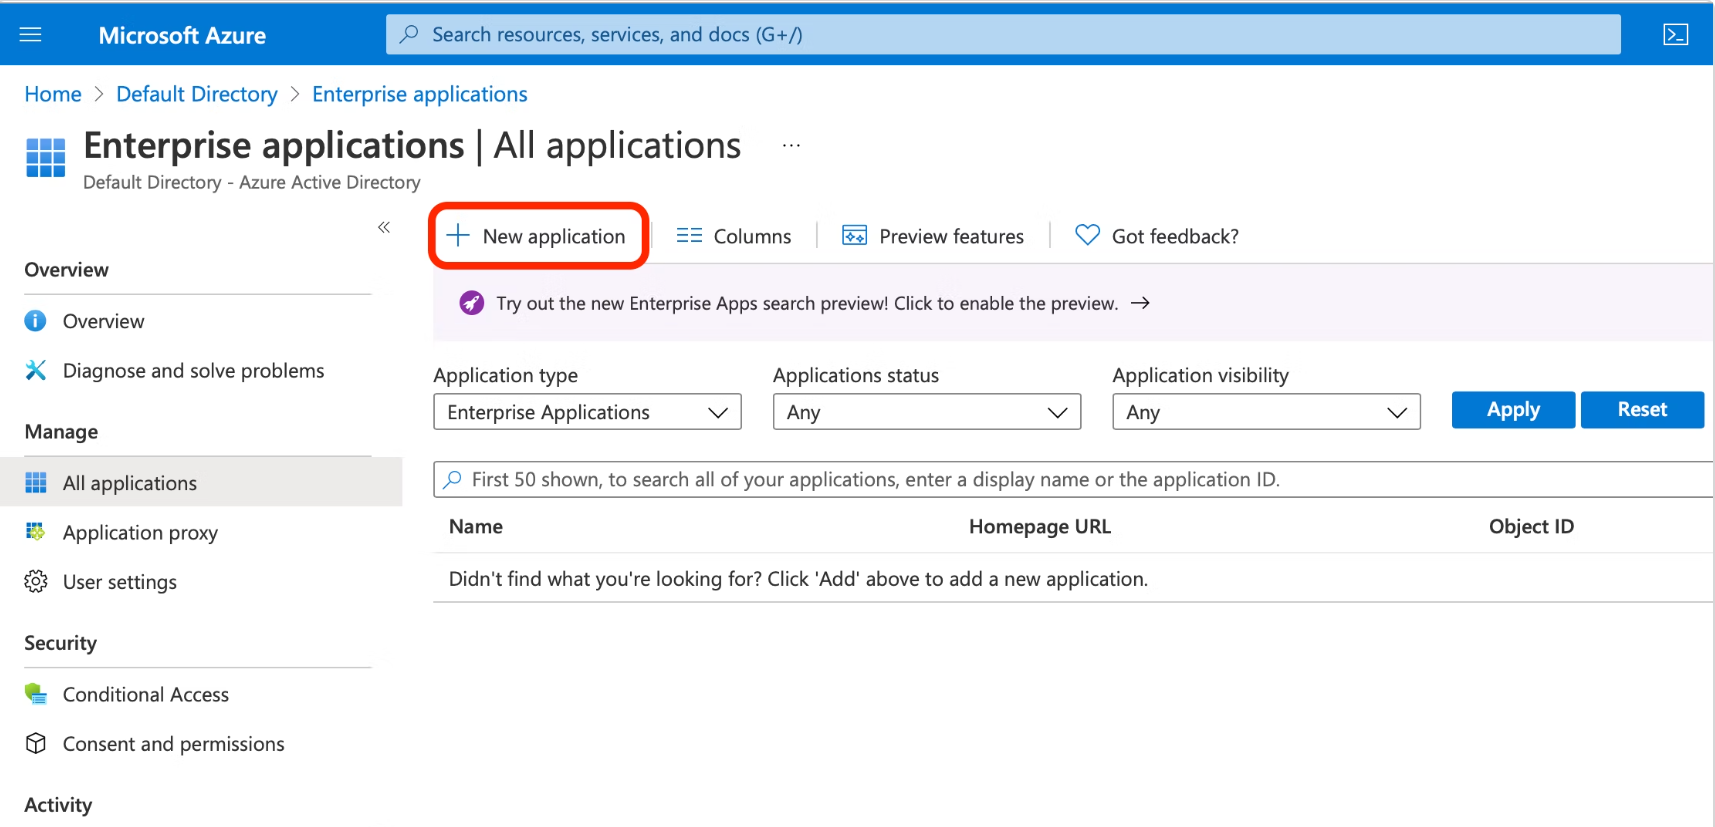 Microsoft Azure
Search resources, services, and docs (G+/)
Home > Default Directory > Enterprise applications
Enterprise applications | All applications ...
Default Directory - Azure Active Directory
«
New application
Columns
Preview features
Got feedback?
Overview
Overview
Diagnose and solve problems
Manage
All applications
Application proxy
User settings
Security
Conditional Access
Consent and permissions
Activity
Try out the new Enterprise Apps search preview! Click to enable the preview. →
Application type
Enterprise Applications
Applications status
Any
Application visibility
Any
Apply
Reset
First 50 shown, to search all of your applications, enter a display name or the application ID.
Name Homepage URL Object ID
Didn't find what you're looking for? Click 'Add' above to add a new application.